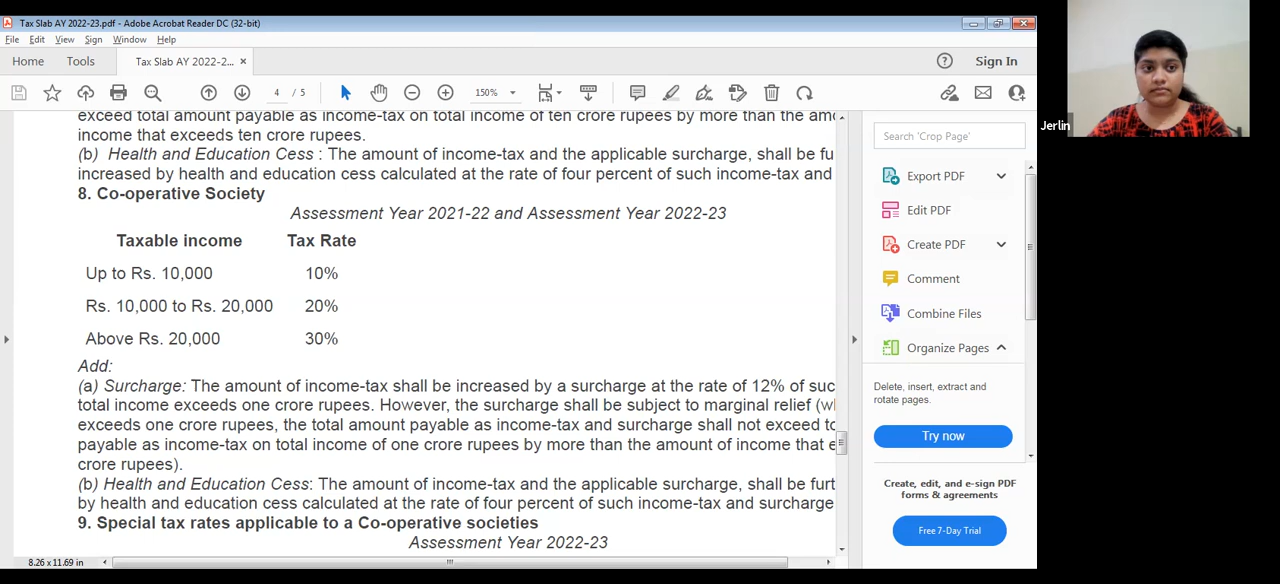 Tax Slab AY 2022-23.pdf - Adobe Acrobat Reader DC (32-bit)
File Edit View Sign Window Help
Home Tools Tax Slab AY 2022-2... × Sign In
4 / 5 150%
exceed total amount payable as income-tax on total income of ten crore rupees by more than the amo
income that exceeds ten crore rupees.
(b) Health and Education Cess : The amount of income-tax and the applicable surcharge, shall be fu
increased by health and education cess calculated at the rate of four percent of such income-tax and
8. Co-operative Society
Assessment Year 2021-22 and Assessment Year 2022-23
Taxable income Tax Rate
Up to Rs. 10,000 10%
Rs. 10,000 to Rs. 20,000 20%
Above Rs. 20,000 30%
Add:
(a) Surcharge: The amount of income-tax shall be increased by a surcharge at the rate of 12% of suc
total income exceeds one crore rupees. However, the surcharge shall be subject to marginal relief (w
exceeds one crore rupees, the total amount payable as income-tax and surcharge shall not exceed to
payable as income-tax on total income of one crore rupees by more than the amount of income that e
crore rupees).
(b) Health and Education Cess: The amount of income-tax and the applicable surcharge, shall be furt
by health and education cess calculated at the rate of four percent of such income-tax and surcharge
9. Special tax rates applicable to a Co-operative societies
Assessment Year 2022-23
8.26 x 11.69 in
Search 'Crop Page'
Export PDF
Edit PDF
Create PDF
Comment
Combine Files
Organize Pages
Delete, insert, extract and
rotate pages.
Try now
Create, edit, and e-sign PDF
forms & agreements
Free 7-Day Trial
Jerlin